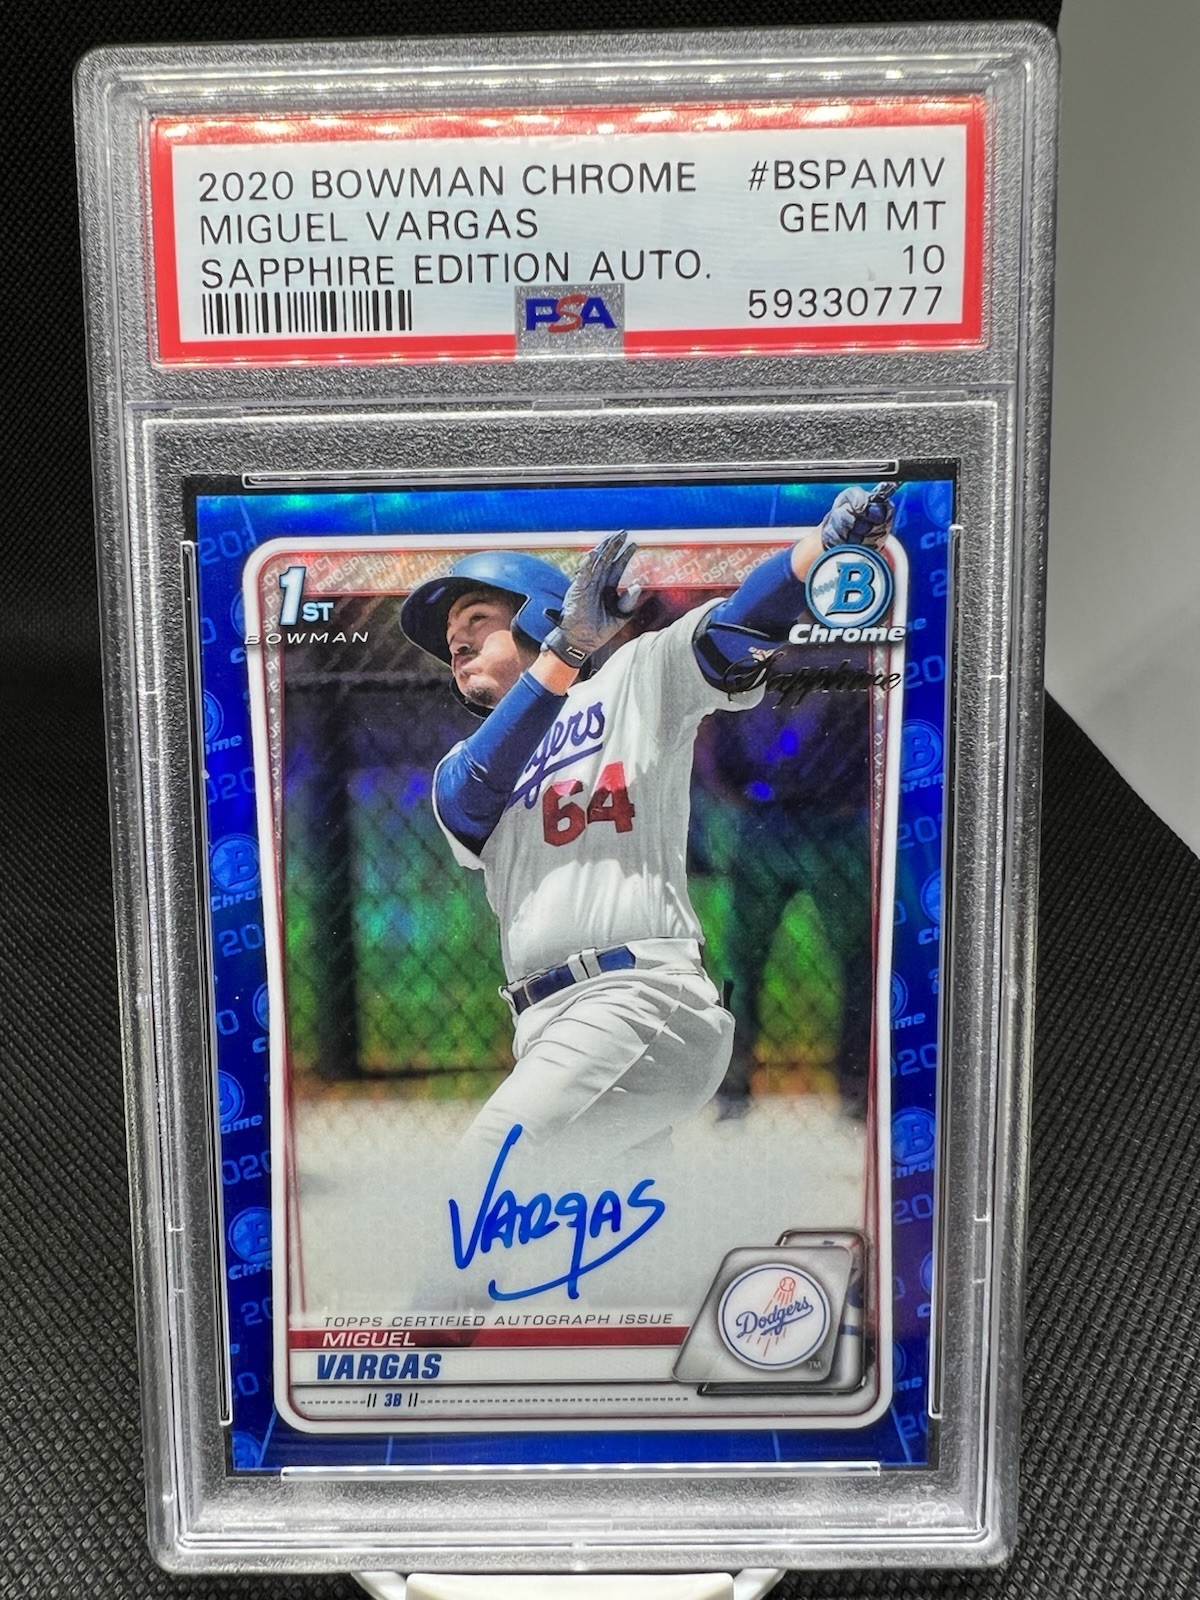 2020 BOWMAN CHROME #BSPAMV
MIGUEL VARGAS GEM MT
SAPPHIRE EDITION AUTO. 10
PSA 59330777
1ST
BOWMAN
B
Chrome
Sapphire
Dodgers
64
VARGAS
TOPPS CERTIFIED AUTOGRAPH ISSUE
MIGUEL
VARGAS
3B
Dodgers
TM